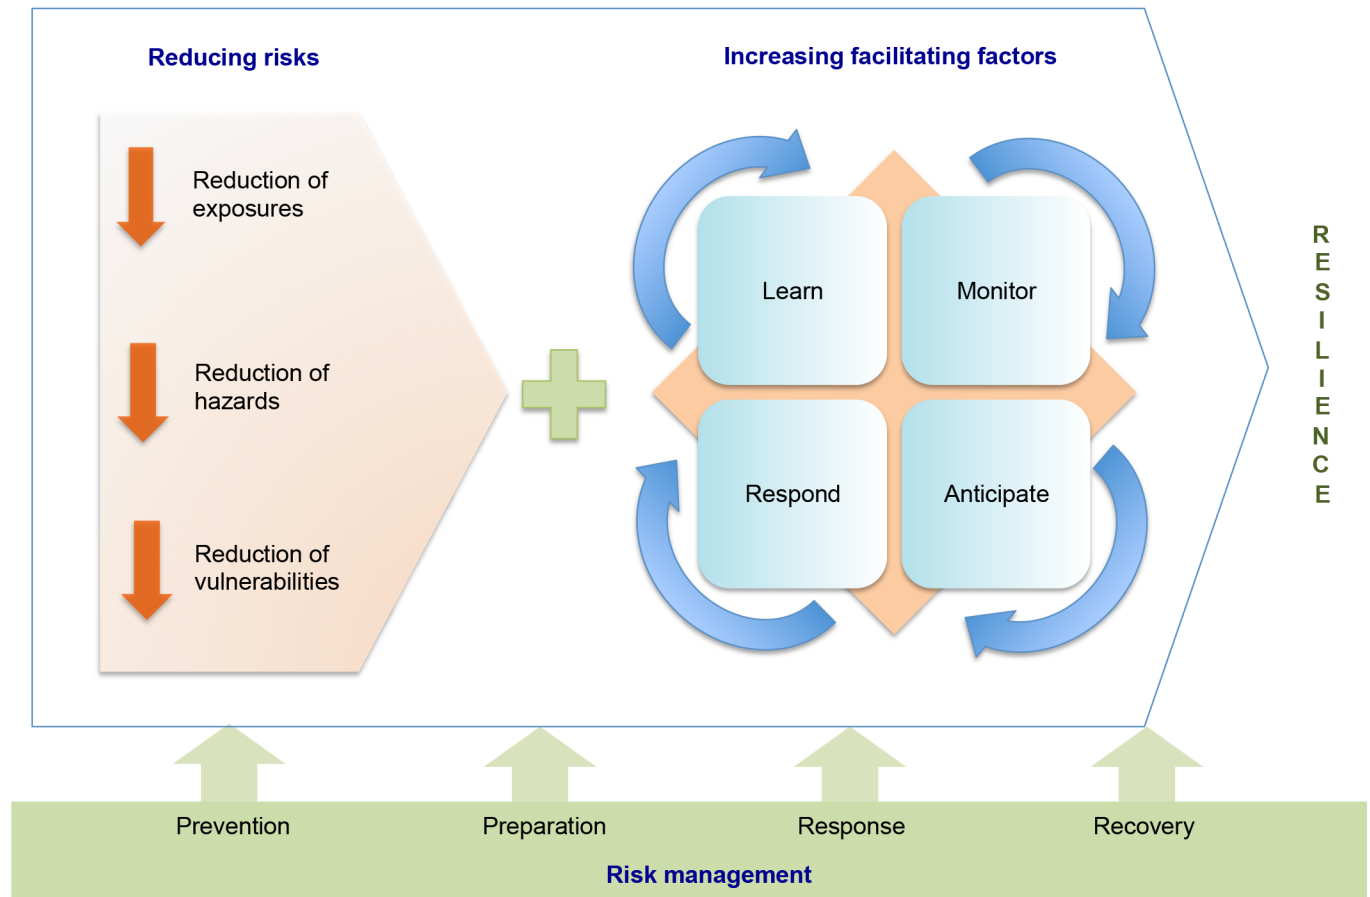 Reducing risks
Reduction of
exposures
Reduction of
hazards
Reduction of
vulnerabilities
Increasing facilitating factors
Learn
Monitor
Respond
Anticipate
RESILIENCE
Prevention
Preparation
Response
Recovery
Risk management